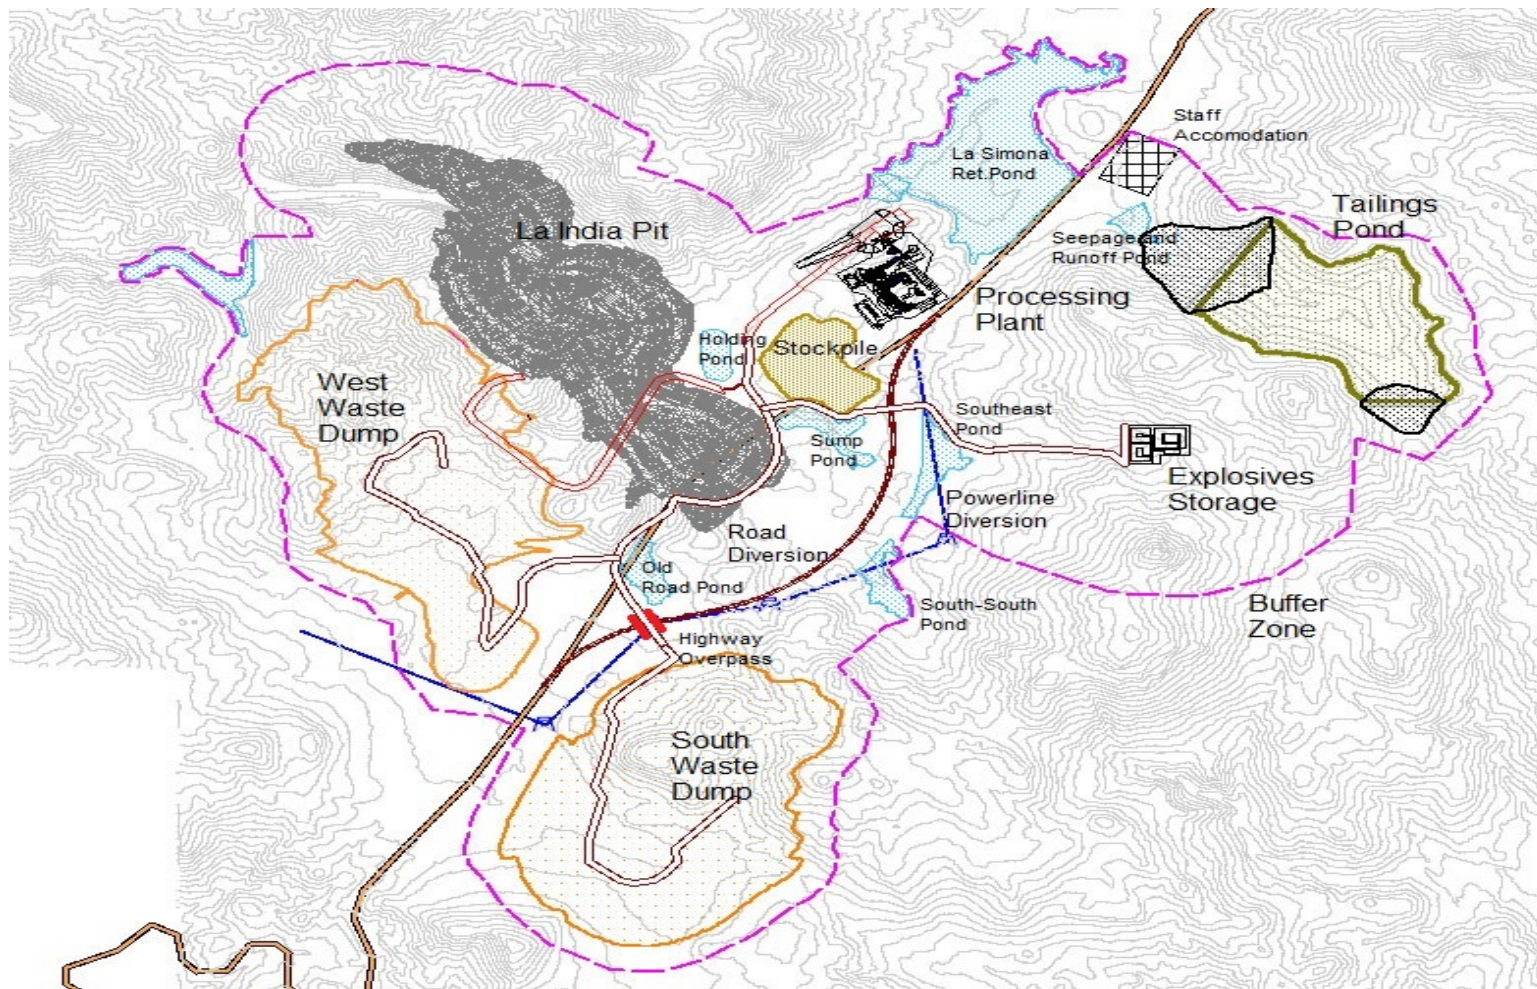 Staff
Accomodation
La Simona
Ret.Pond
Tailings
Pond
La India Pit
Seepage and
Runoff Pond
Processing
Plant
Holding
Pond
Stockpile
West
Waste
Dump
Southeast
Pond
Sump
Pond
Explosives
Storage
Powerline
Diversion
Road
Diversion
Old
Road Pond
South-South
Pond
Buffer
Zone
Highway
Overpass
South
Waste
Dump